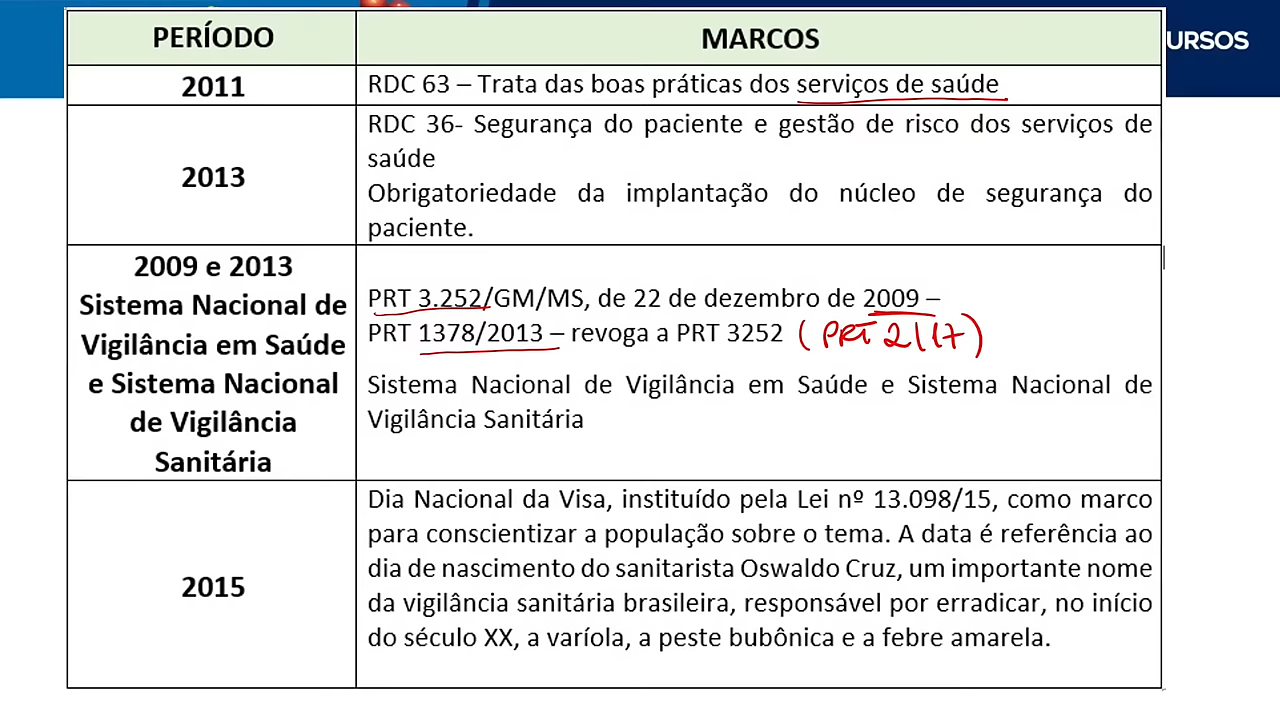 URSOS
PERÍODO
MARCOS
2011
RDC 63 – Trata das boas práticas dos serviços de saúde
2013
RDC 36- Segurança do paciente e gestão de risco dos serviços de
saúde
Obrigatoriedade da implantação do núcleo de segurança do
paciente.
2009 e 2013
Sistema Nacional de
Vigilância em Saúde
e Sistema Nacional
de Vigilância
Sanitária
PRT 3.252/GM/MS, de 22 de dezembro de 2009 –
PRT 1378/2013 – revoga a PRT 3252 (PRT 2/17)
Sistema Nacional de Vigilância em Saúde e Sistema Nacional de
Vigilância Sanitária
2015
Dia Nacional da Visa, instituído pela Lei nº 13.098/15, como marco
para conscientizar a população sobre o tema. A data é referência ao
dia de nascimento do sanitarista Oswaldo Cruz, um importante nome
da vigilância sanitária brasileira, responsável por erradicar, no início
do século XX, a varíola, a peste bubônica e a febre amarela.